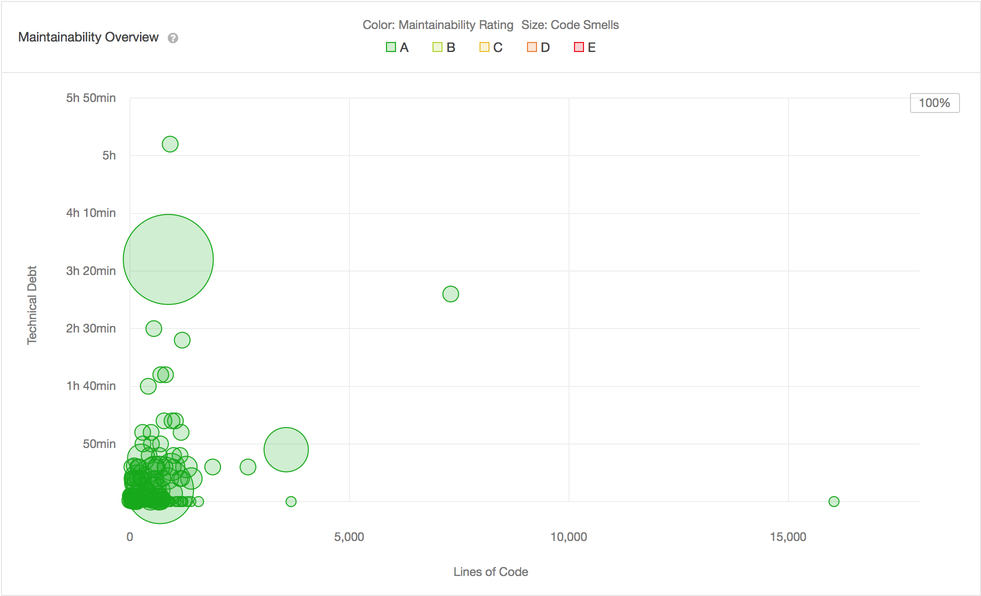 Maintainability Overview ?
Color: Maintainability Rating Size: Code Smells
A B C D E
100%
5h 50min
5h
4h 10min
3h 20min
2h 30min
1h 40min
50min
Technical Debt
0 5,000 10,000 15,000
Lines of Code